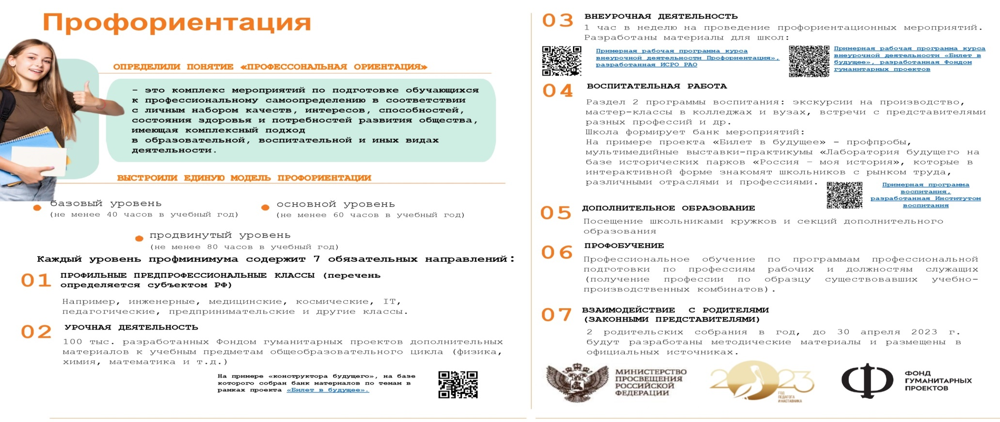 Профориентация
ОПРЕДЕЛИЛИ ПОНЯТИЕ «ПРОФЕССОНАЛЬНАЯ ОРИЕНТАЦИЯ»
– это комплекс мероприятий по подготовке обучающихся
к профессиональному самоопределению в соответствии
с личным набором качеств, интересов, способностей,
состояния здоровья и потребностей развития общества,
имеющая комплексный подход
в образовательной, воспитательной и иных видах
деятельности.
ВЫСТРОИЛИ ЕДИНУЮ МОДЕЛЬ ПРОФОРИЕНТАЦИИ
базовый уровень
(не менее 40 часов в учебный год)
основной уровень
(не менее 60 часов в учебный год)
продвинутый уровень
(не менее 80 часов в учебный год)
Каждый уровень профминимума содержит 7 обязательных направлений:
01 ПРОФИЛЬНЫЕ ПРЕДПРОФЕССИОНАЛЬНЫЕ КЛАССЫ (перечень
определяется субъектом РФ)
Например, инженерные, медицинские, космические, IT,
педагогические, предпринимательские и другие классы.
02 УРОЧНАЯ ДЕЯТЕЛЬНОСТЬ
100 тыс. разработанных Фондом гуманитарных проектов дополнительных
материалов к учебным предметам общеобразовательного цикла (физика,
химия, математика и т.д.)
На примере «конструктора будущего», на базе
которого собран банк материалов по темам в
рамках проекта «Билет в будущее».
03 ВНЕУРОЧНАЯ ДЕЯТЕЛЬНОСТЬ
1 час в неделю на проведение профориентационных мероприятий.
Разработаны материалы для школ:
Примерная рабочая программа курса
внеурочной деятельности Профориентация»,
разработанная ИСРО РАО
Примерная рабочая программа курса
внеурочной деятельности «Билет в
будущее», разработанная Фондом
гуманитарных проектов
04 ВОСПИТАТЕЛЬНАЯ РАБОТА
Раздел 2 программы воспитания: экскурсии на производство,
мастер-классы в колледжах и вузах, встречи с представителями
разных профессий и др.
Школа формирует банк мероприятий:
На примере проекта «Билет в будущее» - профпробы,
мультимедийные выставки-практикумы «Лаборатория будущего на
базе исторических парков «Россия – моя история», которые в
интерактивной форме знакомят школьников с рынком труда,
различными отраслями и профессиями.
Примерная программа
воспитания,
разработанная Институтом
воспитания
05 ДОПОЛНИТЕЛЬНОЕ ОБРАЗОВАНИЕ
Посещение школьниками кружков и секций дополнительного
образования
06 ПРОФОБУЧЕНИЕ
Профессиональное обучение по программам профессиональной
подготовки по профессиям рабочих и должностям служащих
(получение профессии по образцу существовавших учебно-
производственных комбинатов).
07 ВЗАИМОДЕЙСТВИЕ С РОДИТЕЛЯМИ
(ЗАКОННЫМИ ПРЕДСТАВИТЕЛЯМИ)
2 родительских собрания в год, до 30 апреля 2023 г.
будут разработаны методические материалы и размещены в
официальных источниках.
МИНИСТЕРСТВО
ПРОСВЕЩЕНИЯ
РОССИЙСКОЙ
ФЕДЕРАЦИИ
2023
ГОД
ПЕДАГОГА
И НАСТАВНИКА
Ф
ФОНД
ГУМАНИТАРНЫХ
ПРОЕКТОВ